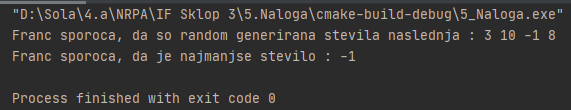 "D:\Sola\4.a\NRPA\IF Sklop 3\5.Naloga\cmake-build-debug\5_Naloga.exe"
Franc sporoca, da so random generirana stevila naslednja : 3 10 -1 8
Franc sporoca, da je najmanjse stevilo : -1
Process finished with exit code 0